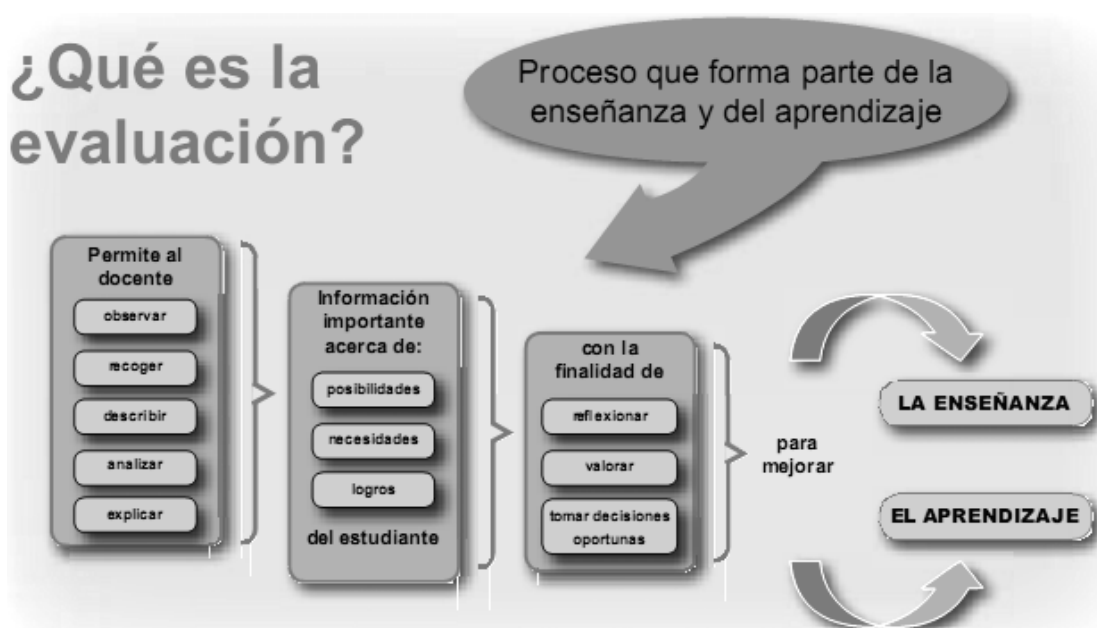 ¿Qué es la
evaluación?
Proceso que forma parte de la
enseñanza y del aprendizaje
Permite al
docente
observar
recoger
describir
analizar
explicar
Información
importante
acerca de:
posibilidades
necesidades
logros
del estudiante
con la
finalidad de
reflexionar
valorar
tomar decisiones
oportunas
para
mejorar
LA ENSEÑANZA
EL APRENDIZAJE